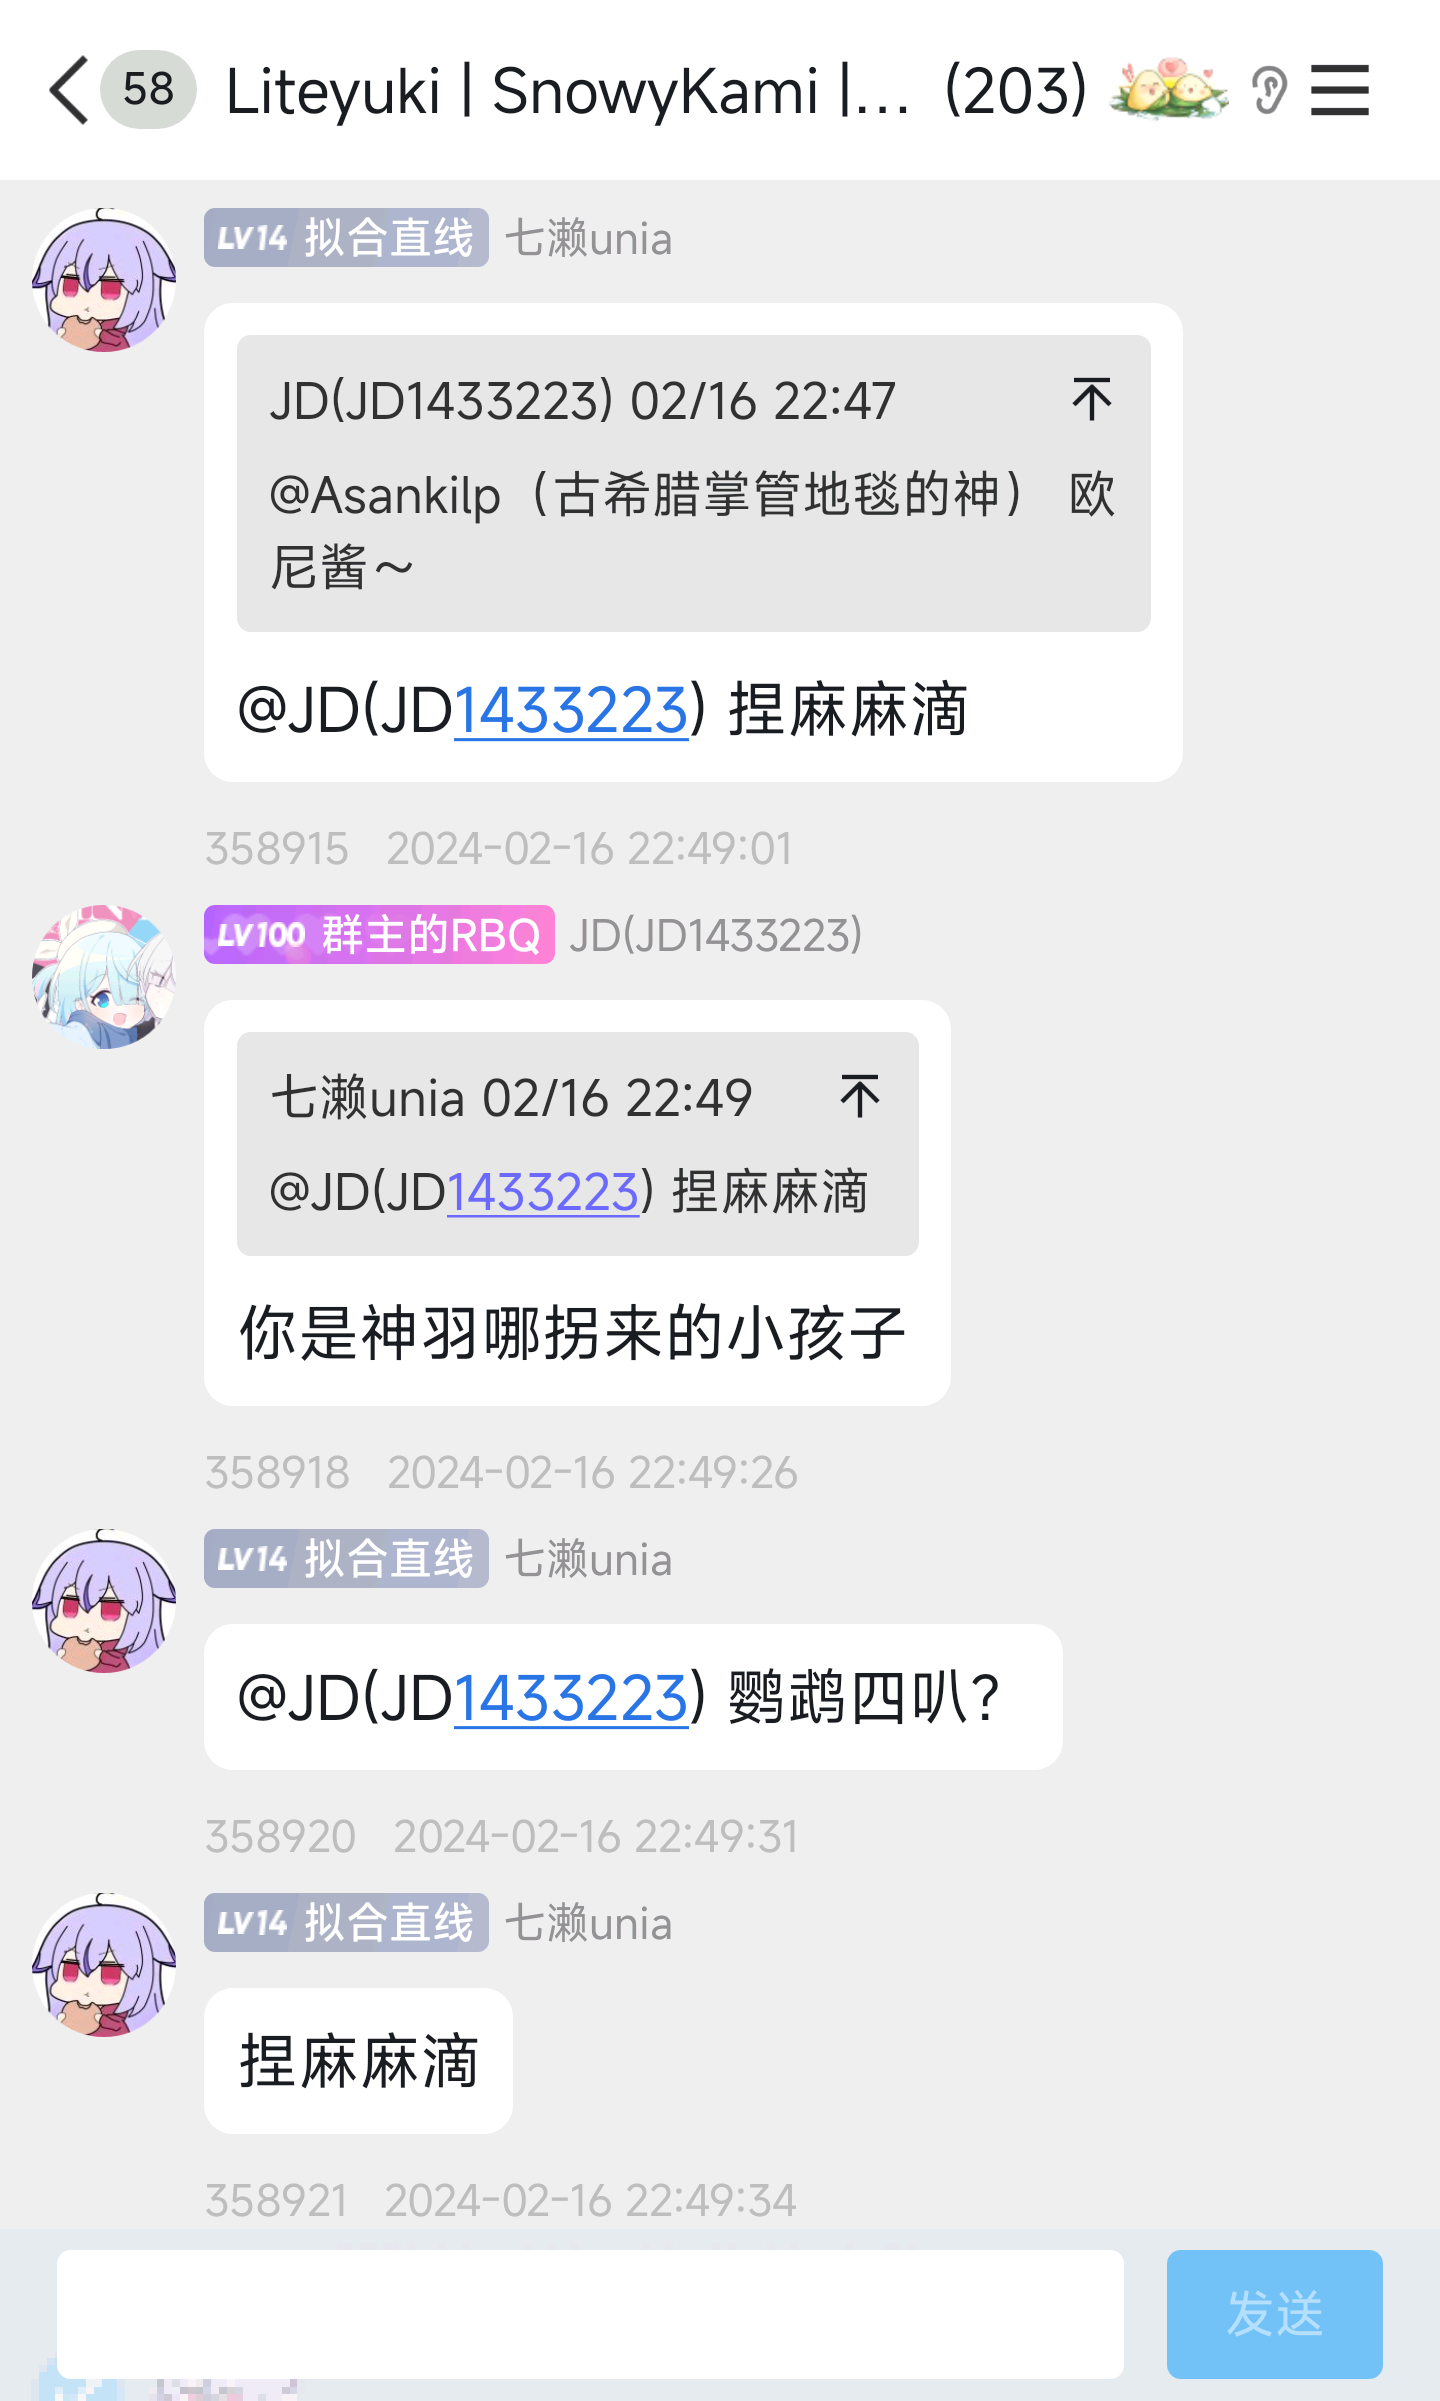 58 Liteyuki | SnowyKami |... (203)
LV14 拟合直线 七濑unia
JD(JD1433223) 02/16 22:47
@Asankilp（古希腊掌管地毯的神） 欧
尼酱～
@JD(JD1433223) 捏麻麻滴
358915 2024-02-16 22:49:01
LV100 群主的RBQ JD(JD1433223)
七濑unia 02/16 22:49
@JD(JD1433223) 捏麻麻滴
你是神羽哪拐来的小孩子
358918 2024-02-16 22:49:26
LV14 拟合直线 七濑unia
@JD(JD1433223) 鹦鹉四叭？
358920 2024-02-16 22:49:31
LV14 拟合直线 七濑unia
捏麻麻滴
358921 2024-02-16 22:49:34
发送